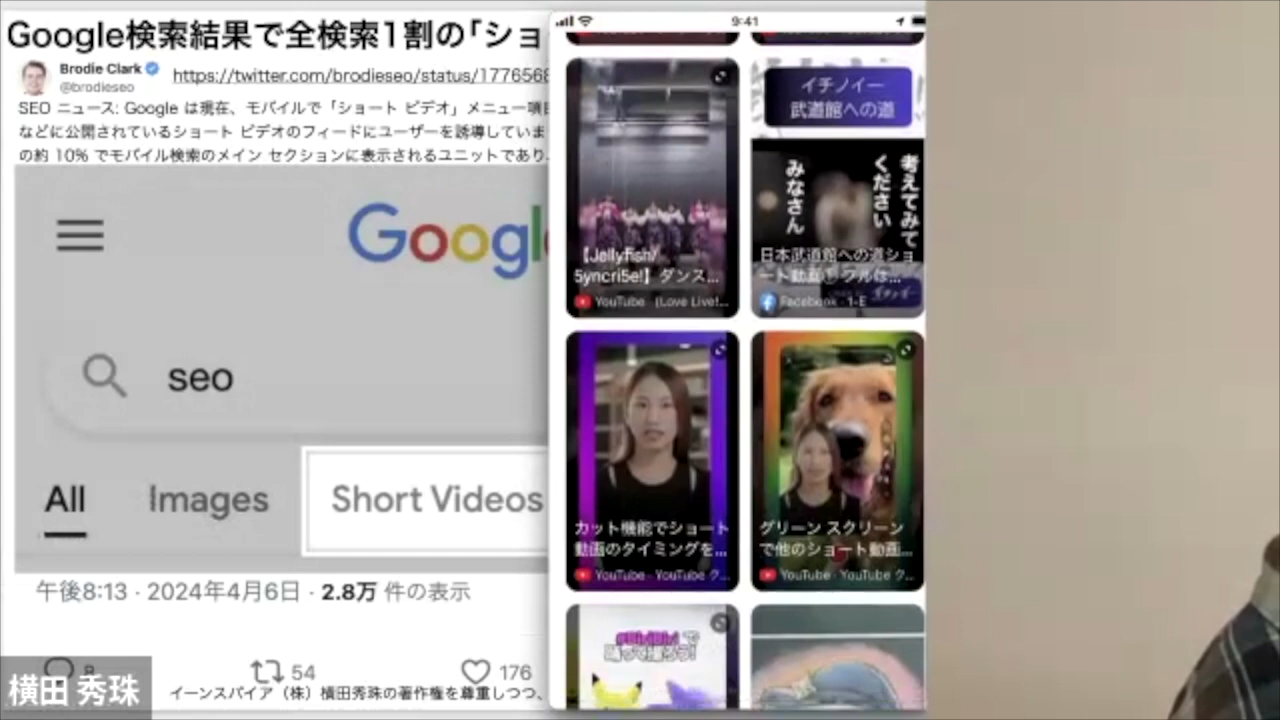 Google検索結果で全検索1割の「ショ
Brodie Clark
@brodieseo
https://twitter.com/brodieseo/status/177656
SEO ニュース: Google は現在、モバイルで「ショート ビデオ」メニュー項目
などに公開されているショート ビデオのフィードにユーザーを誘導していま
の約 10% でモバイル検索のメイン セクションに表示されるユニットであり、
Google
seo
All Images Short Videos
午後8:13 · 2024年4月6日 · 2.8万 件の表示
8 54 176
横田 秀珠
イーンスパイア（株）横田秀珠の著作権を尊重しつつ、
9:41
【Jellyfish/
5yncri5e!】ダンス...
YouTube · (Love Live!...
イチノイー
武道館への道
考えてみて
ください
みなさん
日本武道館への道ショ
ート動画
Facebook · 1-E
カット機能でショート
動画のタイミングを...
YouTube · YouTube ク...
グリーン スクリーン
で他のショート動画...
YouTube · YouTube ク...
で
踊って撮ろう!